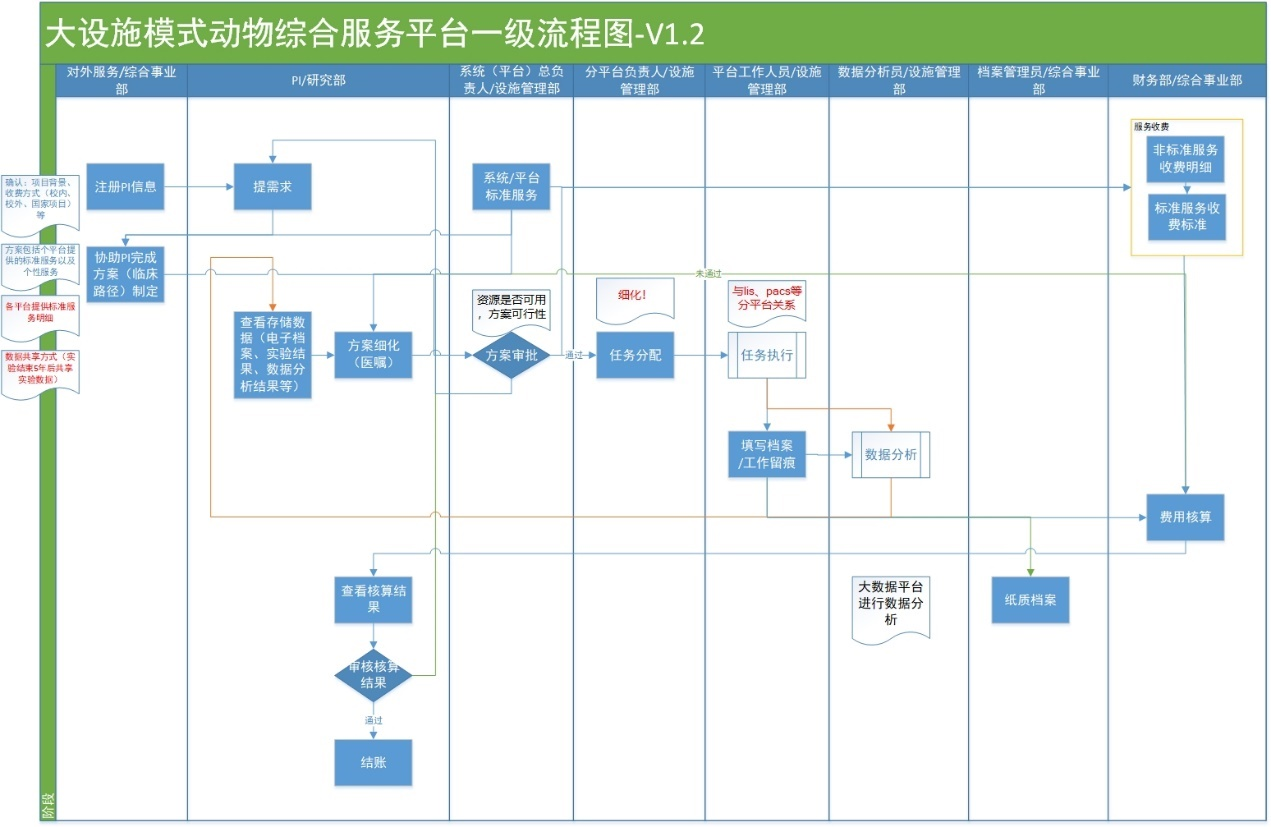 大设施模式动物综合服务平台一级流程图-V1.2
对外服务/综合事业
部
PI/研究部
系统（平台）总负
责人/设施管理部
分平台负责人/设施
管理部
平台工作人员/设施
管理部
数据分析员/设施管理
部
档案管理员/综合事业
部
财务部/综合事业部
服务收费
非标准服务
收费明细
标准服务收
费标准
注册PI信息
提需求
系统/平台
标准服务
确认：项目背景、
收费方式（校内、
校外、国家项目）
等
方案包括个平台提
供的标准服务以及
个性服务
各平台提供标准服
务明细
数据共享方式（实
验结束5年后共享
实验数据）
协助PI完成
方案（临床
路径）制定
未通过
查看存储数
据（电子档
案、实验结
果、数据分
析结果等）
方案细化
（医嘱）
资源是否可用
，方案可行性
方案审批
通过
细化！
任务分配
与lis、pacs等
分平台关系
任务执行
填写档案
/工作留痕
数据分析
费用核算
查看核算结
果
大数据平台
进行数据分
析
纸质档案
审核核算
结果
通过
结账
阶段